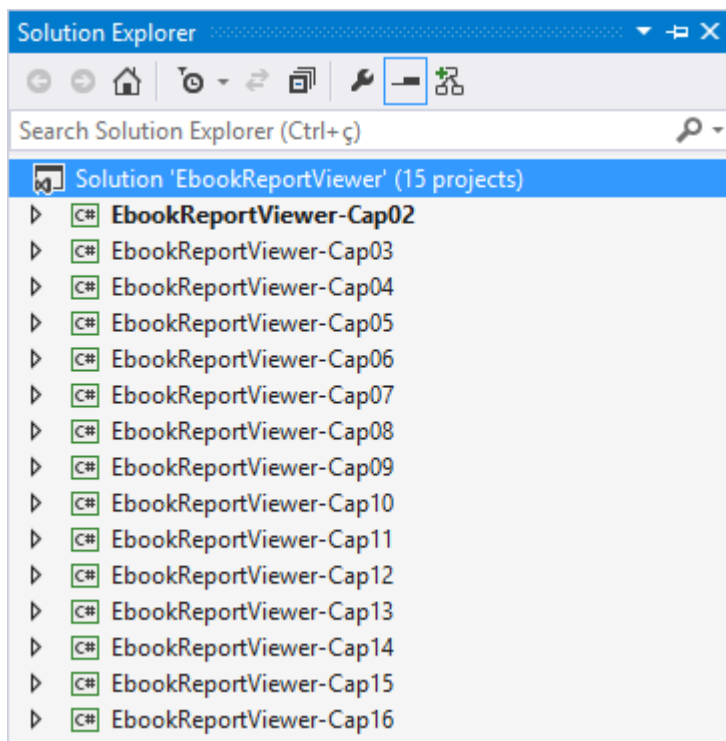 Solution Explorer
Search Solution Explorer (Ctrl+ç)
Solution 'EbookReportViewer' (15 projects)
C# EbookReportViewer-Cap02
C# EbookReportViewer-Cap03
C# EbookReportViewer-Cap04
C# EbookReportViewer-Cap05
C# EbookReportViewer-Cap06
C# EbookReportViewer-Cap07
C# EbookReportViewer-Cap08
C# EbookReportViewer-Cap09
C# EbookReportViewer-Cap10
C# EbookReportViewer-Cap11
C# EbookReportViewer-Cap12
C# EbookReportViewer-Cap13
C# EbookReportViewer-Cap14
C# EbookReportViewer-Cap15
C# EbookReportViewer-Cap16